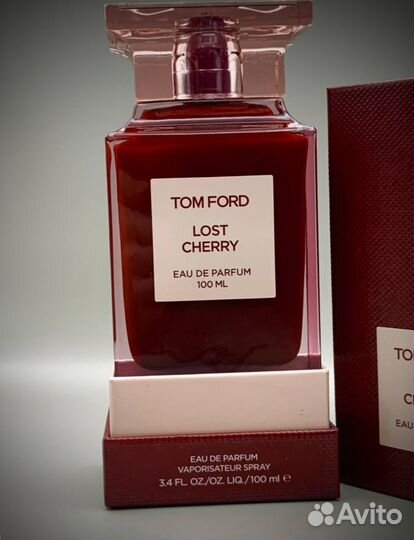 TOM FORD
LOST
CHERRY
EAU DE PARFUM
100 ML
EAU DE PARFUM
VAPORISATEUR SPRAY
3.4 FL. OZ./OZ. LIQ./100 ml ℮
TO
C
EAU
Avito